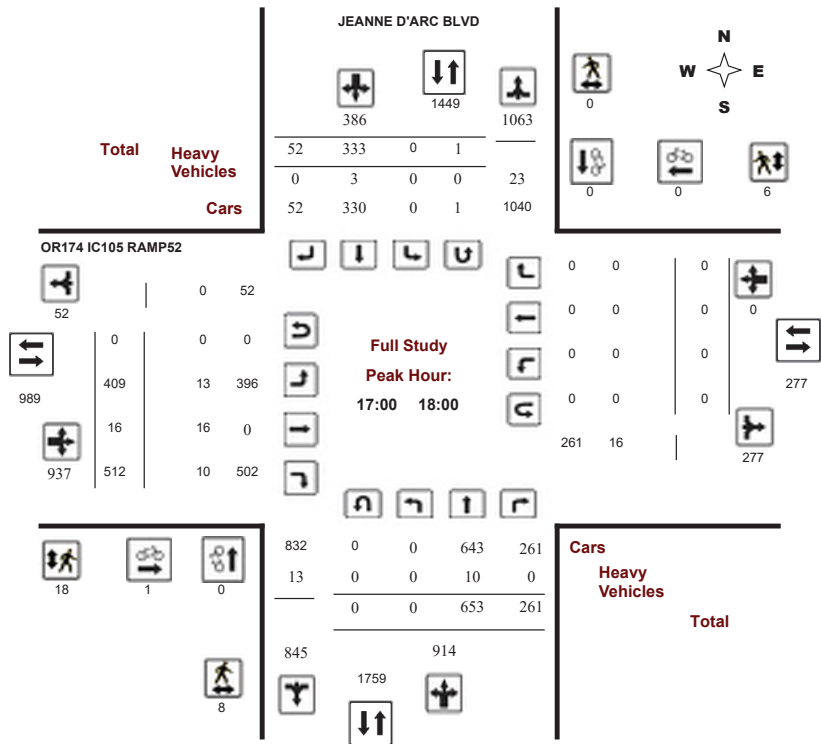 JEANNE D'ARC BLVD
N
W E
S
1449
0
386 1063
Total Heavy Vehicles
52 333 0 1
0 3 0 0 23
Cars 52 330 0 1 1040
0 0 6
OR174 IC105 RAMP52
0 52
52
0 0 0
989
409 13 396
16 16 0
937
512 10 502
Full Study
Peak Hour:
17:00 18:00
0 0 0
0
0 0 0
0 0 0
277
0 0 0
261 16
277
832 0 0 643 261
13 0 0 10 0
0 0 653 261
845 914
1759
Cars
Heavy
Vehicles
Total
18 1 0
8